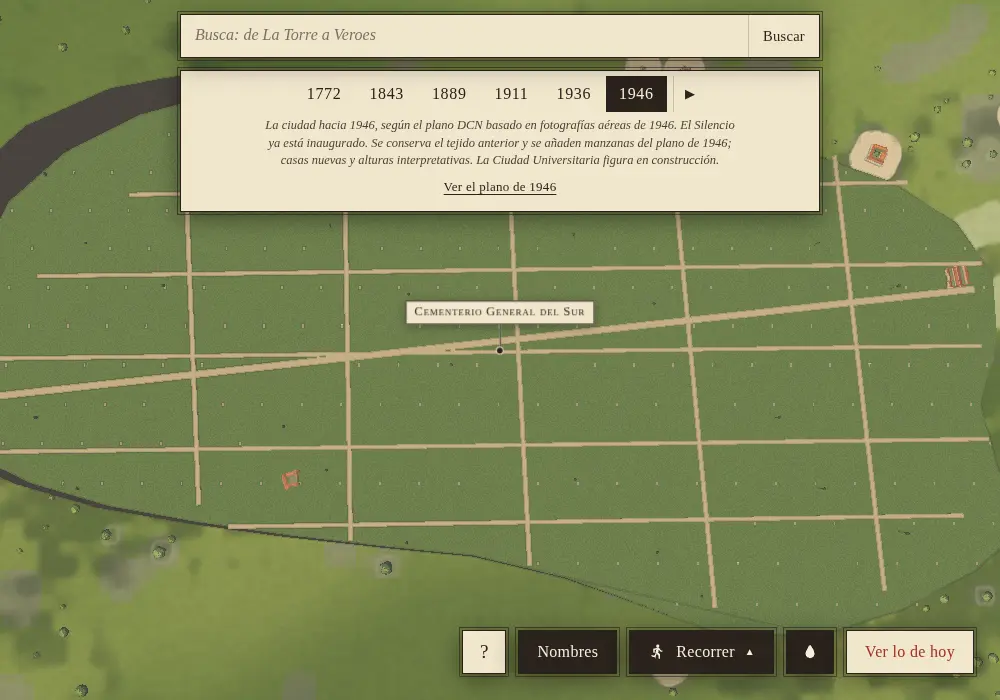 Busca: de La Torre a Veroes
Buscar
1772 1843 1889 1911 1936 1946 ▶
La ciudad hacia 1946, según el plano DCN basado en fotografías aéreas de 1946. El Silencio
ya está inaugurado. Se conserva el tejido anterior y se añaden manzanas del plano de 1946;
casas nuevas y alturas interpretativas. La Ciudad Universitaria figura en construcción.
Ver el plano de 1946
Cementerio General del Sur
? Nombres Recorrer ▲ Ver lo de hoy